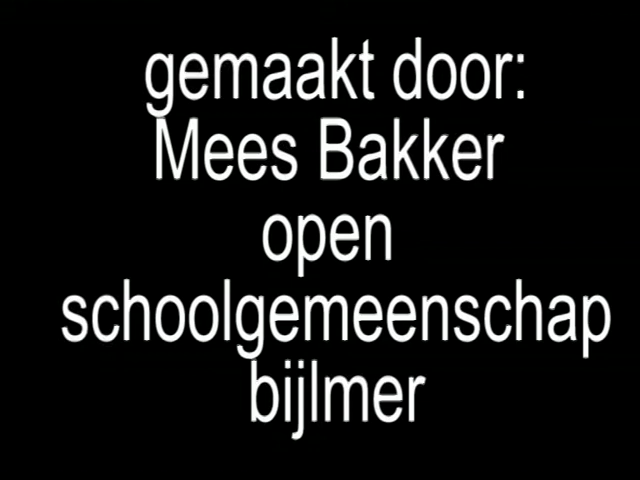 gemaakt door:
Mees Bakker
open
schoolgemeenschap
bijlmer